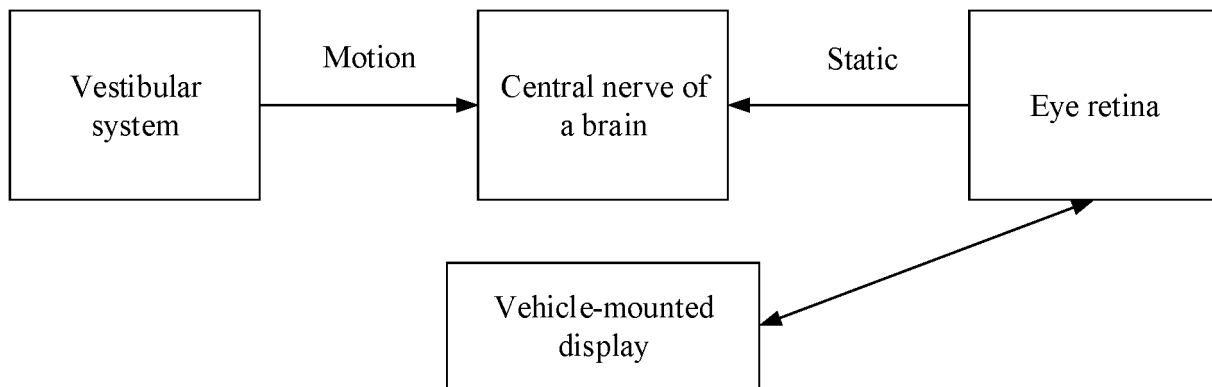 Vestibular
system
Motion
Central nerve of
a brain
Static
Eye retina
Vehicle-mounted
display